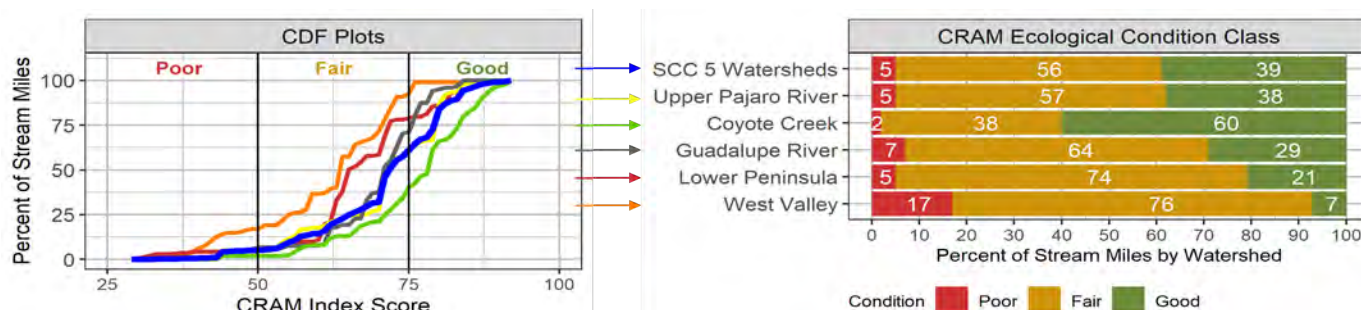 CDF Plots
Poor Fair Good
Percent of Stream Miles
100
75
50
25
0
25 50 75 100
CRAM Index Score
CRAM Ecological Condition Class
SCC 5 Watersheds 5 56 39
Upper Pajaro River 5 57 38
Coyote Creek 2 38 60
Guadalupe River 7 64 29
Lower Peninsula 5 74 21
West Valley 17 76 7
0 10 20 30 40 50 60 70 80 90 100
Percent of Stream Miles by Watershed
Condition Poor Fair Good